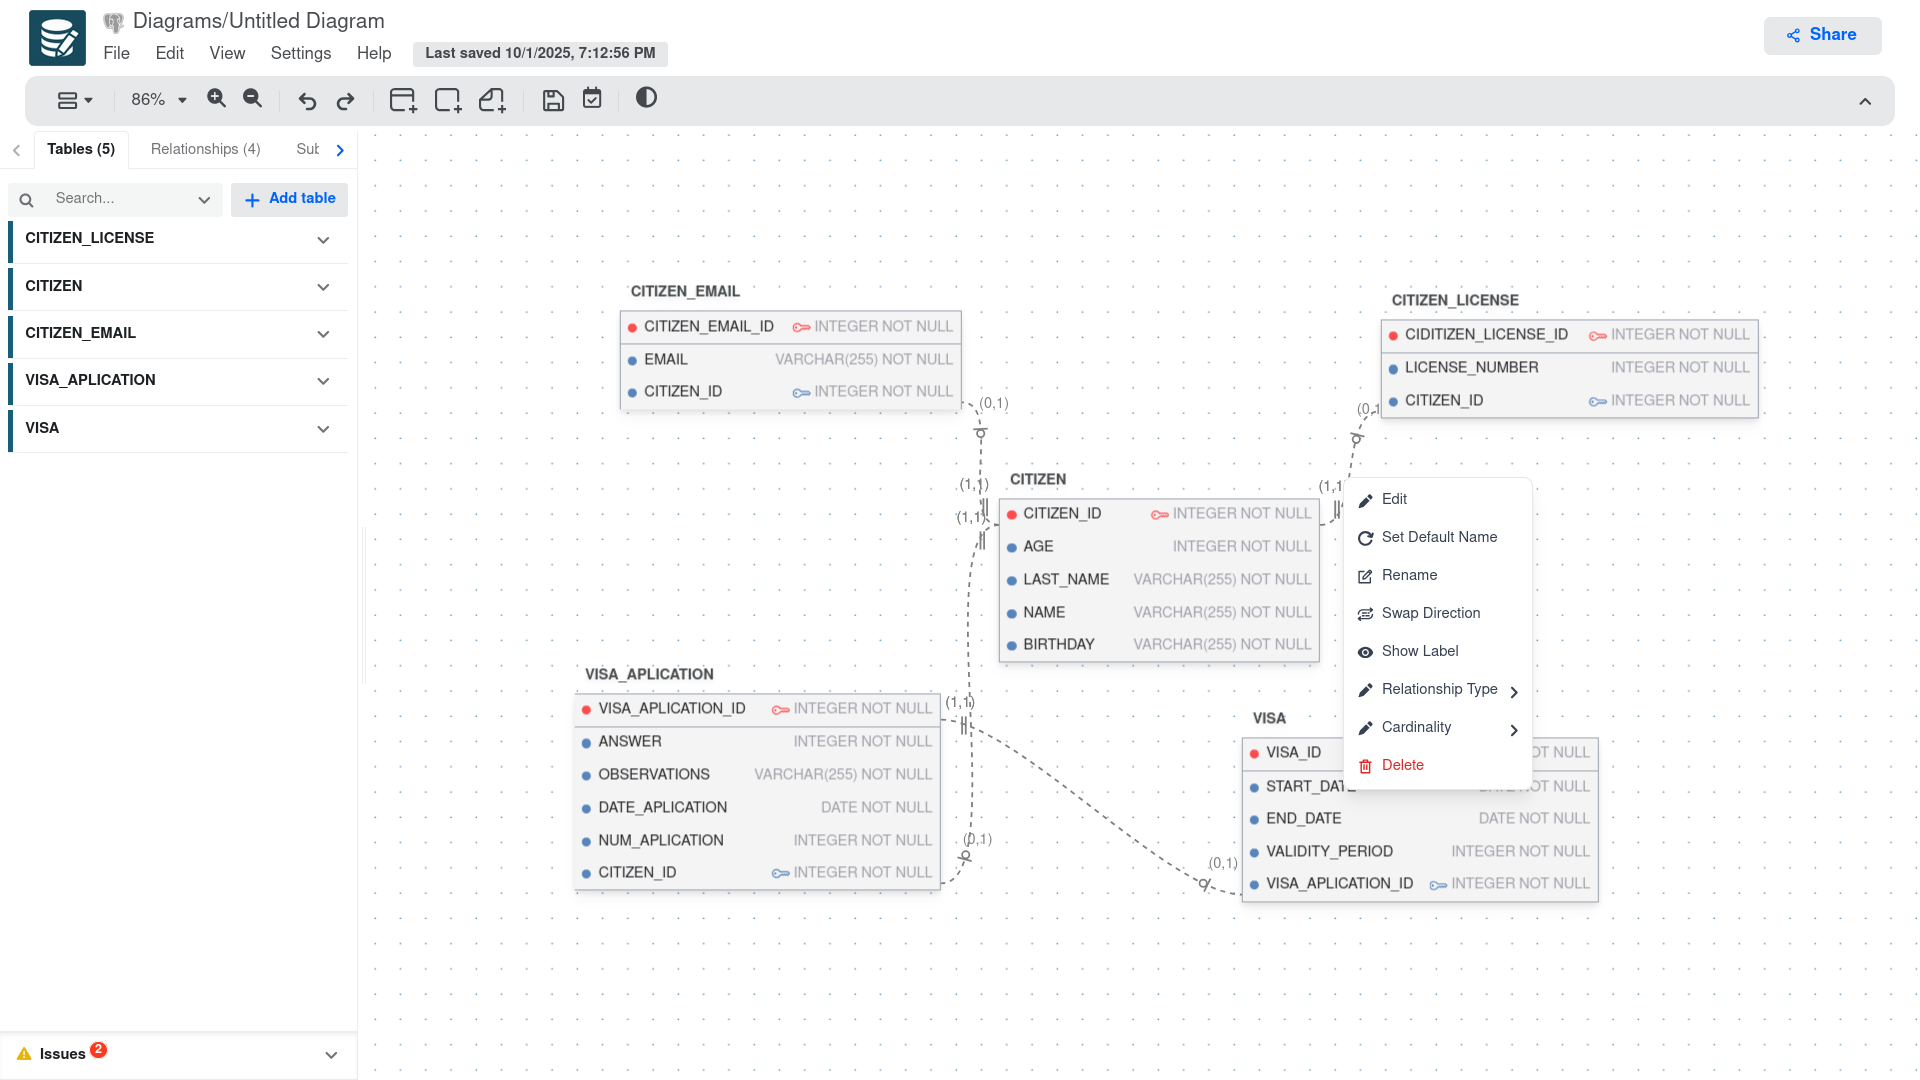 Diagrams/Untitled Diagram
File Edit View Settings Help Last saved 10/1/2025, 7:12:56 PM
Share
86%
Tables (5) Relationships (4) Sub
Search... Add table
CITIZEN_LICENSE
CITIZEN
CITIZEN_EMAIL
VISA_APLICATION
VISA
Issues 2
CITIZEN_EMAIL
CITIZEN_EMAIL_ID INTEGER NOT NULL
EMAIL VARCHAR(255) NOT NULL
CITIZEN_ID INTEGER NOT NULL
(0,1)
CITIZEN_LICENSE
CIDITIZEN_LICENSE_ID INTEGER NOT NULL
LICENSE_NUMBER INTEGER NOT NULL
CITIZEN_ID INTEGER NOT NULL
(0,1
(1,1)
(1,1)
CITIZEN
CITIZEN_ID INTEGER NOT NULL
AGE INTEGER NOT NULL
LAST_NAME VARCHAR(255) NOT NULL
NAME VARCHAR(255) NOT NULL
BIRTHDAY VARCHAR(255) NOT NULL
(1,1
Edit
Set Default Name
Rename
Swap Direction
Show Label
Relationship Type
Cardinality
Delete
VISA_APLICATION
VISA_APLICATION_ID INTEGER NOT NULL
ANSWER INTEGER NOT NULL
OBSERVATIONS VARCHAR(255) NOT NULL
DATE_APLICATION DATE NOT NULL
NUM_APLICATION INTEGER NOT NULL
CITIZEN_ID INTEGER NOT NULL
(1,1)
(0,1)
(0,1)
VISA
VISA_ID OT NULL
START_DATE DATE NOT NULL
END_DATE DATE NOT NULL
VALIDITY_PERIOD INTEGER NOT NULL
VISA_APLICATION_ID INTEGER NOT NULL